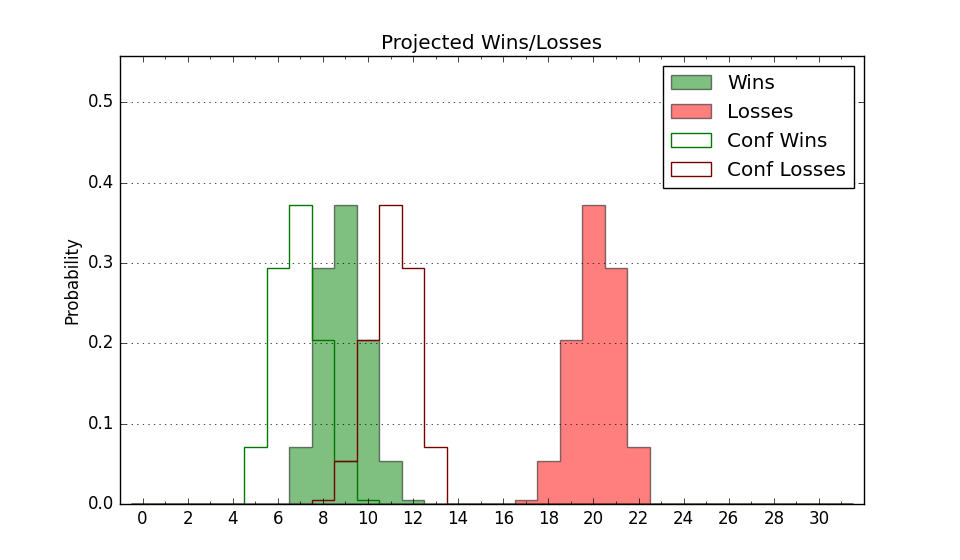 Projected Wins/Losses
Wins
Losses
Conf Wins
Conf Losses
Probability
0.5
0.4
0.3
0.2
0.1
0.0
0 2 4 6 8 10 12 14 16 18 20 22 24 26 28 30